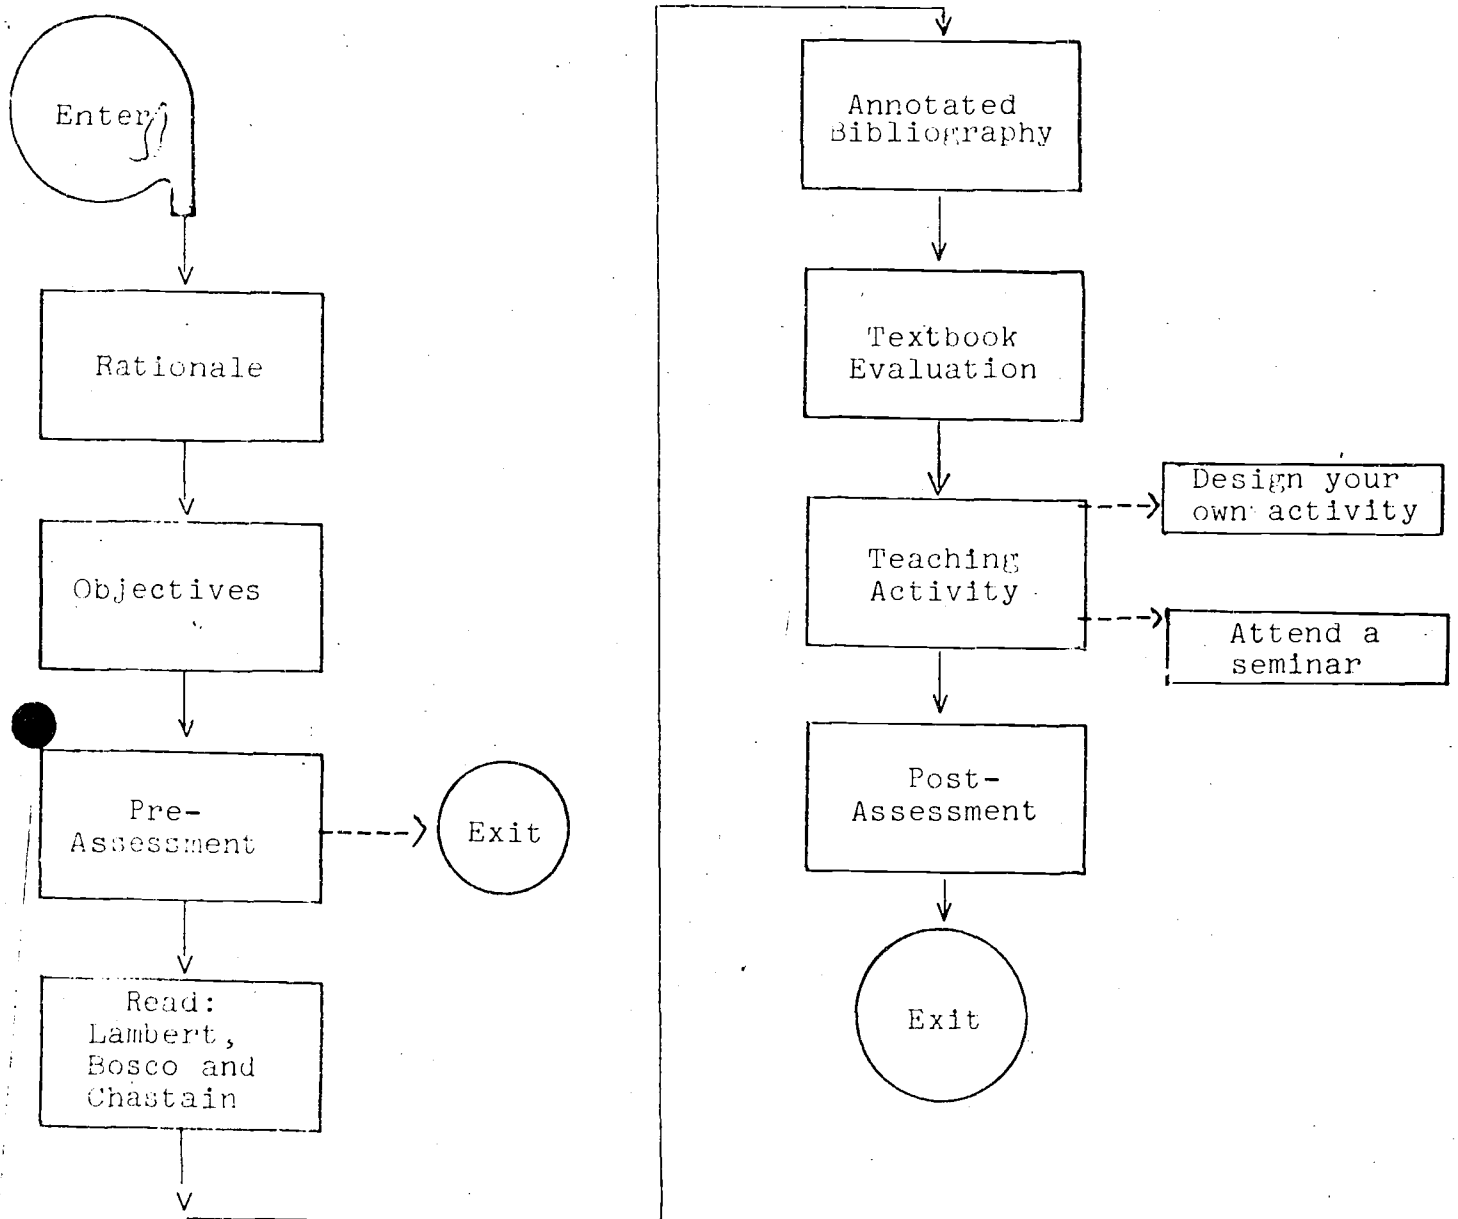 Enter
Rationale
Objectives
Pre-
Assessment
Exit
Read:
Lambert,
Bosco and
Chastain
Annotated
Bibliography
Textbook
Evaluation
Teaching
Activity
Design your
own activity
Attend a
seminar
Post-
Assessment
Exit